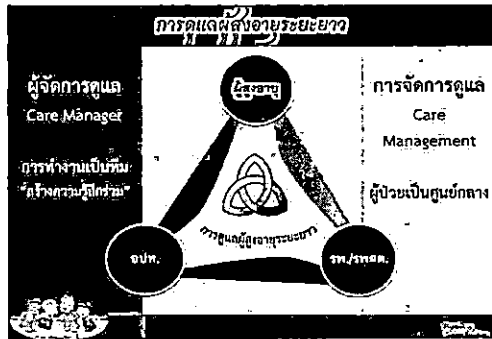 การดูแลผู้สูงอายุระยะยาว
ผู้จัดการดูแล
Care Manager
การทำงานเป็นทีม
"สร้างความรู้สึกร่วม"
ผู้สูงอายุ
การดูแลผู้สูงอายุระยะยาว
อปท.
รพ./รพสต.
การจัดการดูแล
Care
Management
ผู้ป่วยเป็นศูนย์กลาง